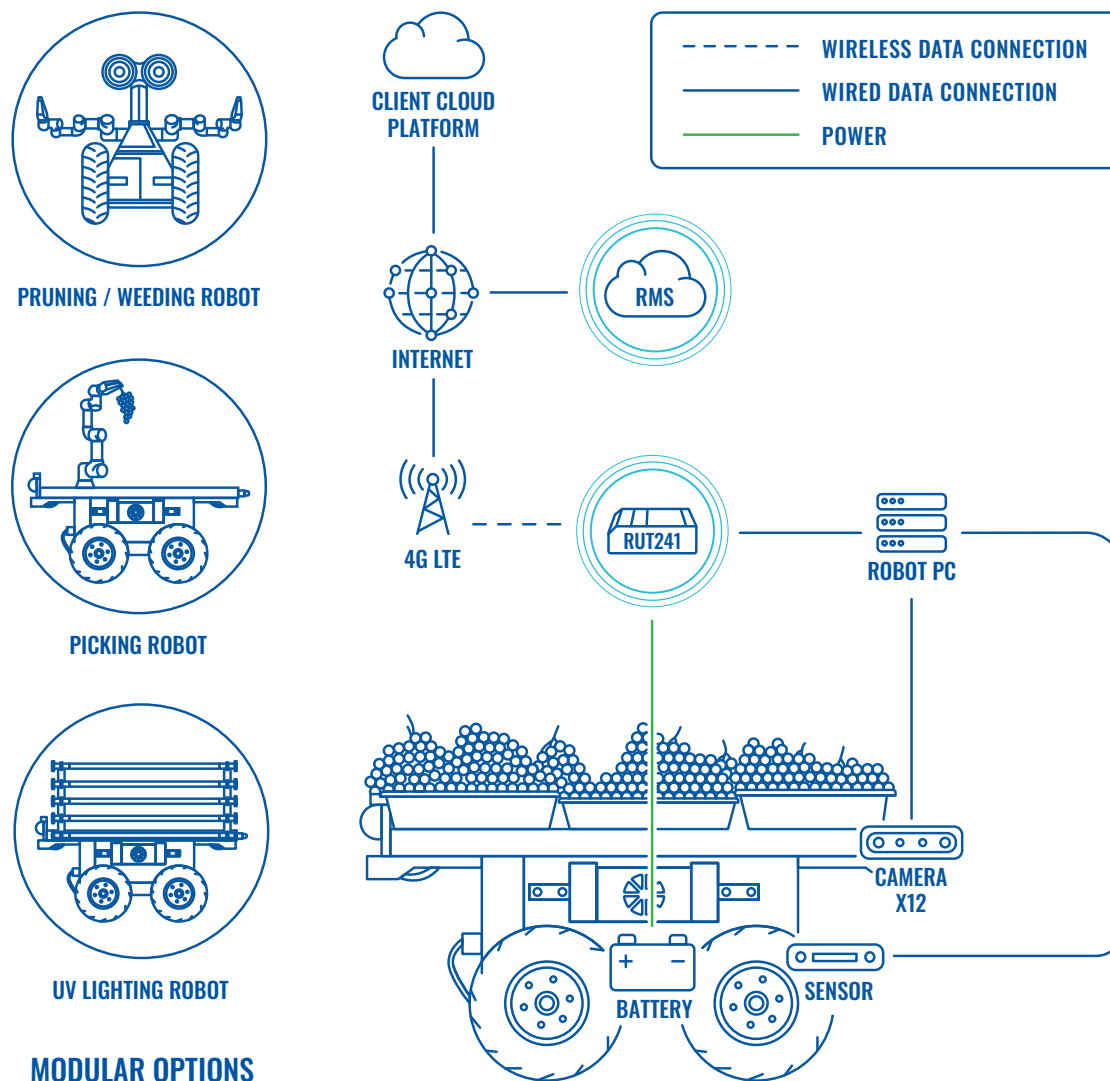 CLIENT CLOUD
PLATFORM
WIRELESS DATA CONNECTION
WIRED DATA CONNECTION
POWER
PRUNING / WEEDING ROBOT
RMS
INTERNET
PICKING ROBOT
4G LTE
RUT241
ROBOT PC
UV LIGHTING ROBOT
CAMERA
X12
+ −
BATTERY
SENSOR
MODULAR OPTIONS